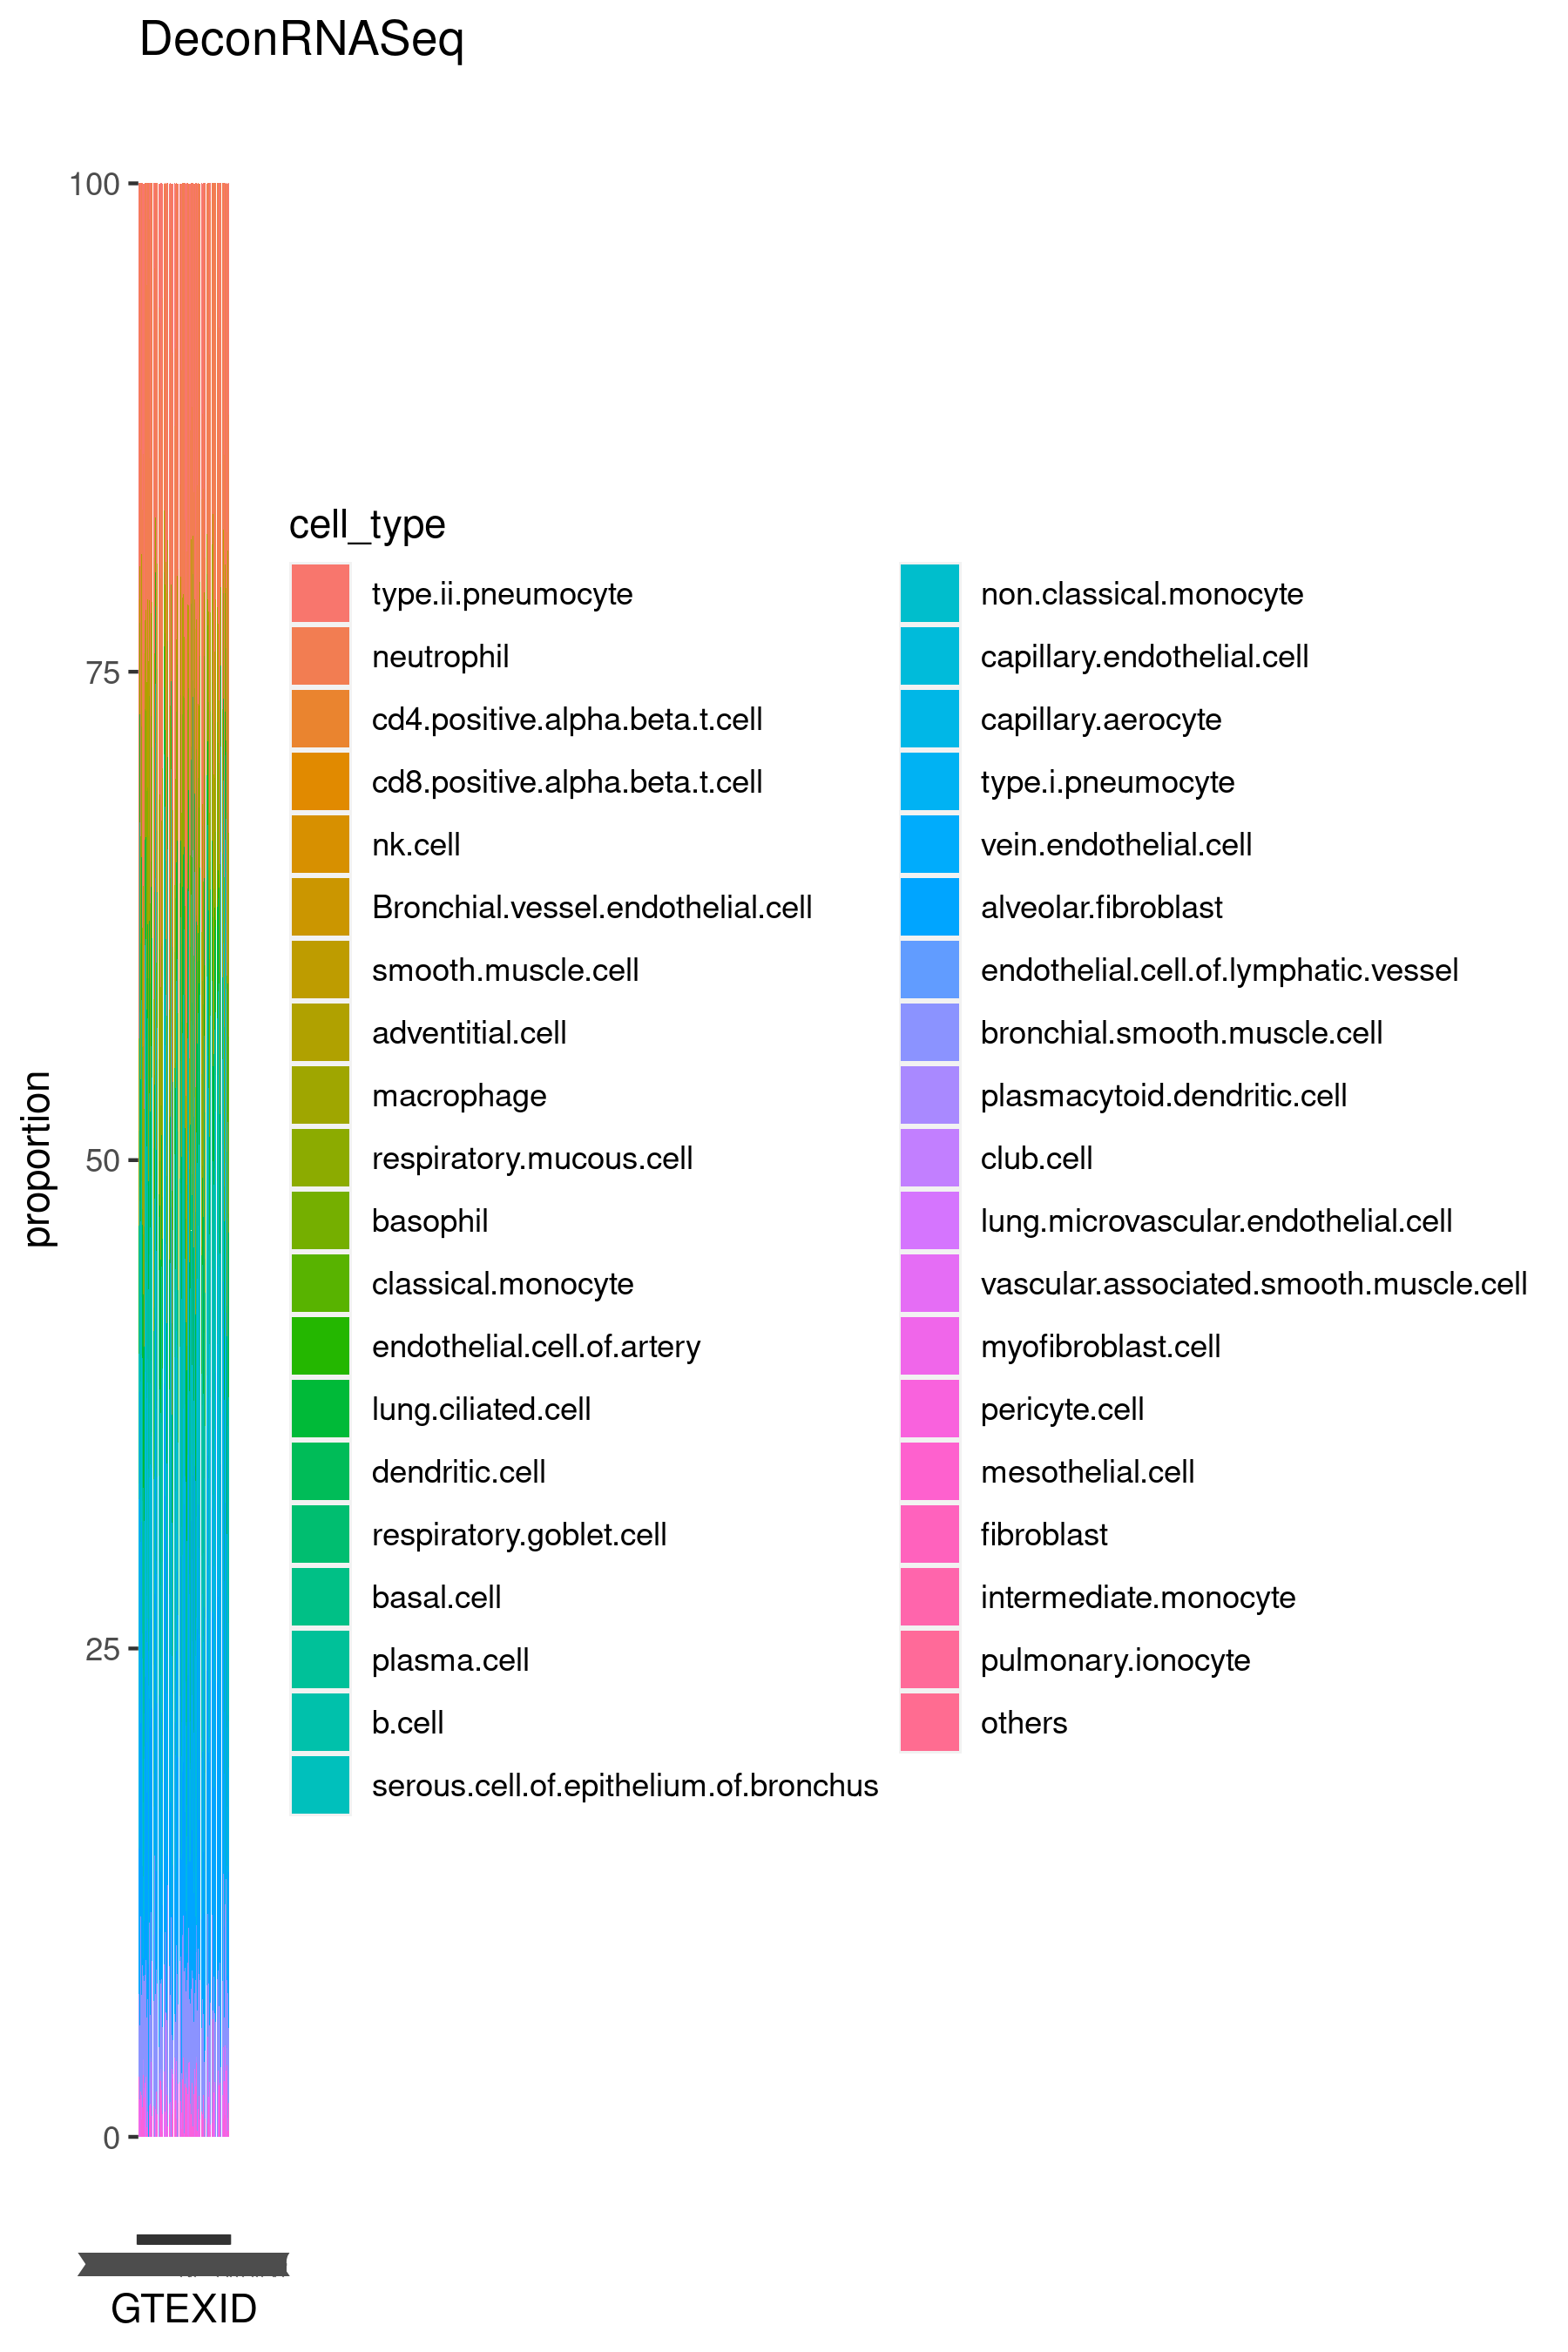 DeconRNASeq
100
75
50
25
0
proportion
cell_type
type.ii.pneumocyte
neutrophil
cd4.positive.alpha.beta.t.cell
cd8.positive.alpha.beta.t.cell
nk.cell
Bronchial.vessel.endothelial.cell
smooth.muscle.cell
adventitial.cell
macrophage
respiratory.mucous.cell
basophil
classical.monocyte
endothelial.cell.of.artery
lung.ciliated.cell
dendritic.cell
respiratory.goblet.cell
basal.cell
plasma.cell
b.cell
serous.cell.of.epithelium.of.bronchus
non.classical.monocyte
capillary.endothelial.cell
capillary.aerocyte
type.i.pneumocyte
vein.endothelial.cell
alveolar.fibroblast
endothelial.cell.of.lymphatic.vessel
bronchial.smooth.muscle.cell
plasmacytoid.dendritic.cell
club.cell
lung.microvascular.endothelial.cell
vascular.associated.smooth.muscle.cell
myofibroblast.cell
pericyte.cell
mesothelial.cell
fibroblast
intermediate.monocyte
pulmonary.ionocyte
others
GTEXID